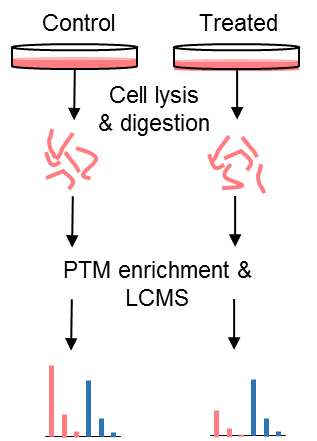 Control
Treated
Cell lysis
& digestion
PTM enrichment &
LCMS